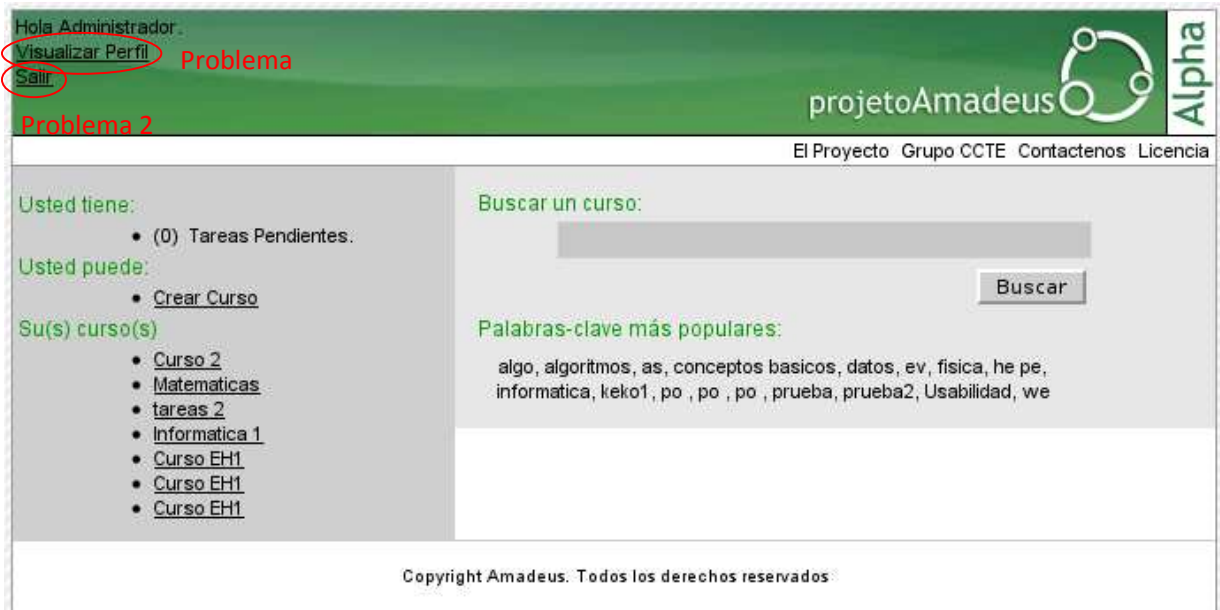 Hola Administrador.
Visualizar Perfil
Problema
Salir
Problema 2
projetoAmadeus
Alpha
El Proyecto Grupo CCTE Contactenos Licencia
Usted tiene:
• (0) Tareas Pendientes.
Usted puede:
• Crear Curso
Su(s) curso(s)
• Curso 2
• Matematicas
• tareas 2
• Informatica 1
• Curso EH1
• Curso EH1
• Curso EH1
Buscar un curso:
Buscar
Palabras-clave más populares:
algo, algoritmos, as, conceptos basicos, datos, ev, fisica, he pe,
informatica, keko1, po , po , po , prueba, prueba2, Usabilidad, we
Copyright Amadeus. Todos los derechos reservados